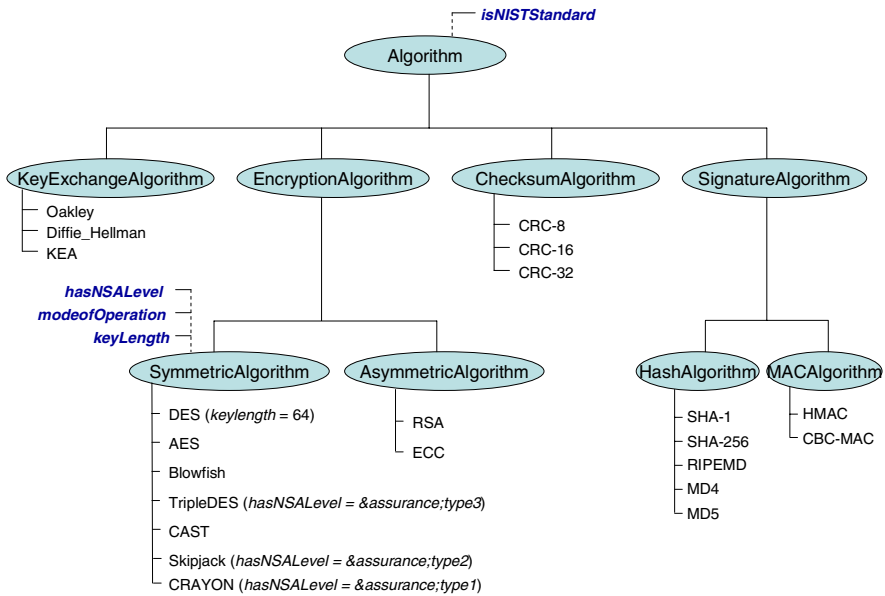 isNISTStandard
Algorithm
KeyExchangeAlgorithm
EncryptionAlgorithm
ChecksumAlgorithm
SignatureAlgorithm
Oakley
Diffie_Hellman
KEA
CRC-8
CRC-16
CRC-32
hasNSALevel
modeofOperation
keyLength
SymmetricAlgorithm
AsymmetricAlgorithm
HashAlgorithm
MACAlgorithm
DES (keylength = 64)
AES
Blowfish
TripleDES (hasNSALevel = &assurance;type3)
CAST
Skipjack (hasNSALevel = &assurance;type2)
CRAYON (hasNSALevel = &assurance;type1)
RSA
ECC
SHA-1
SHA-256
RIPEMD
MD4
MD5
HMAC
CBC-MAC